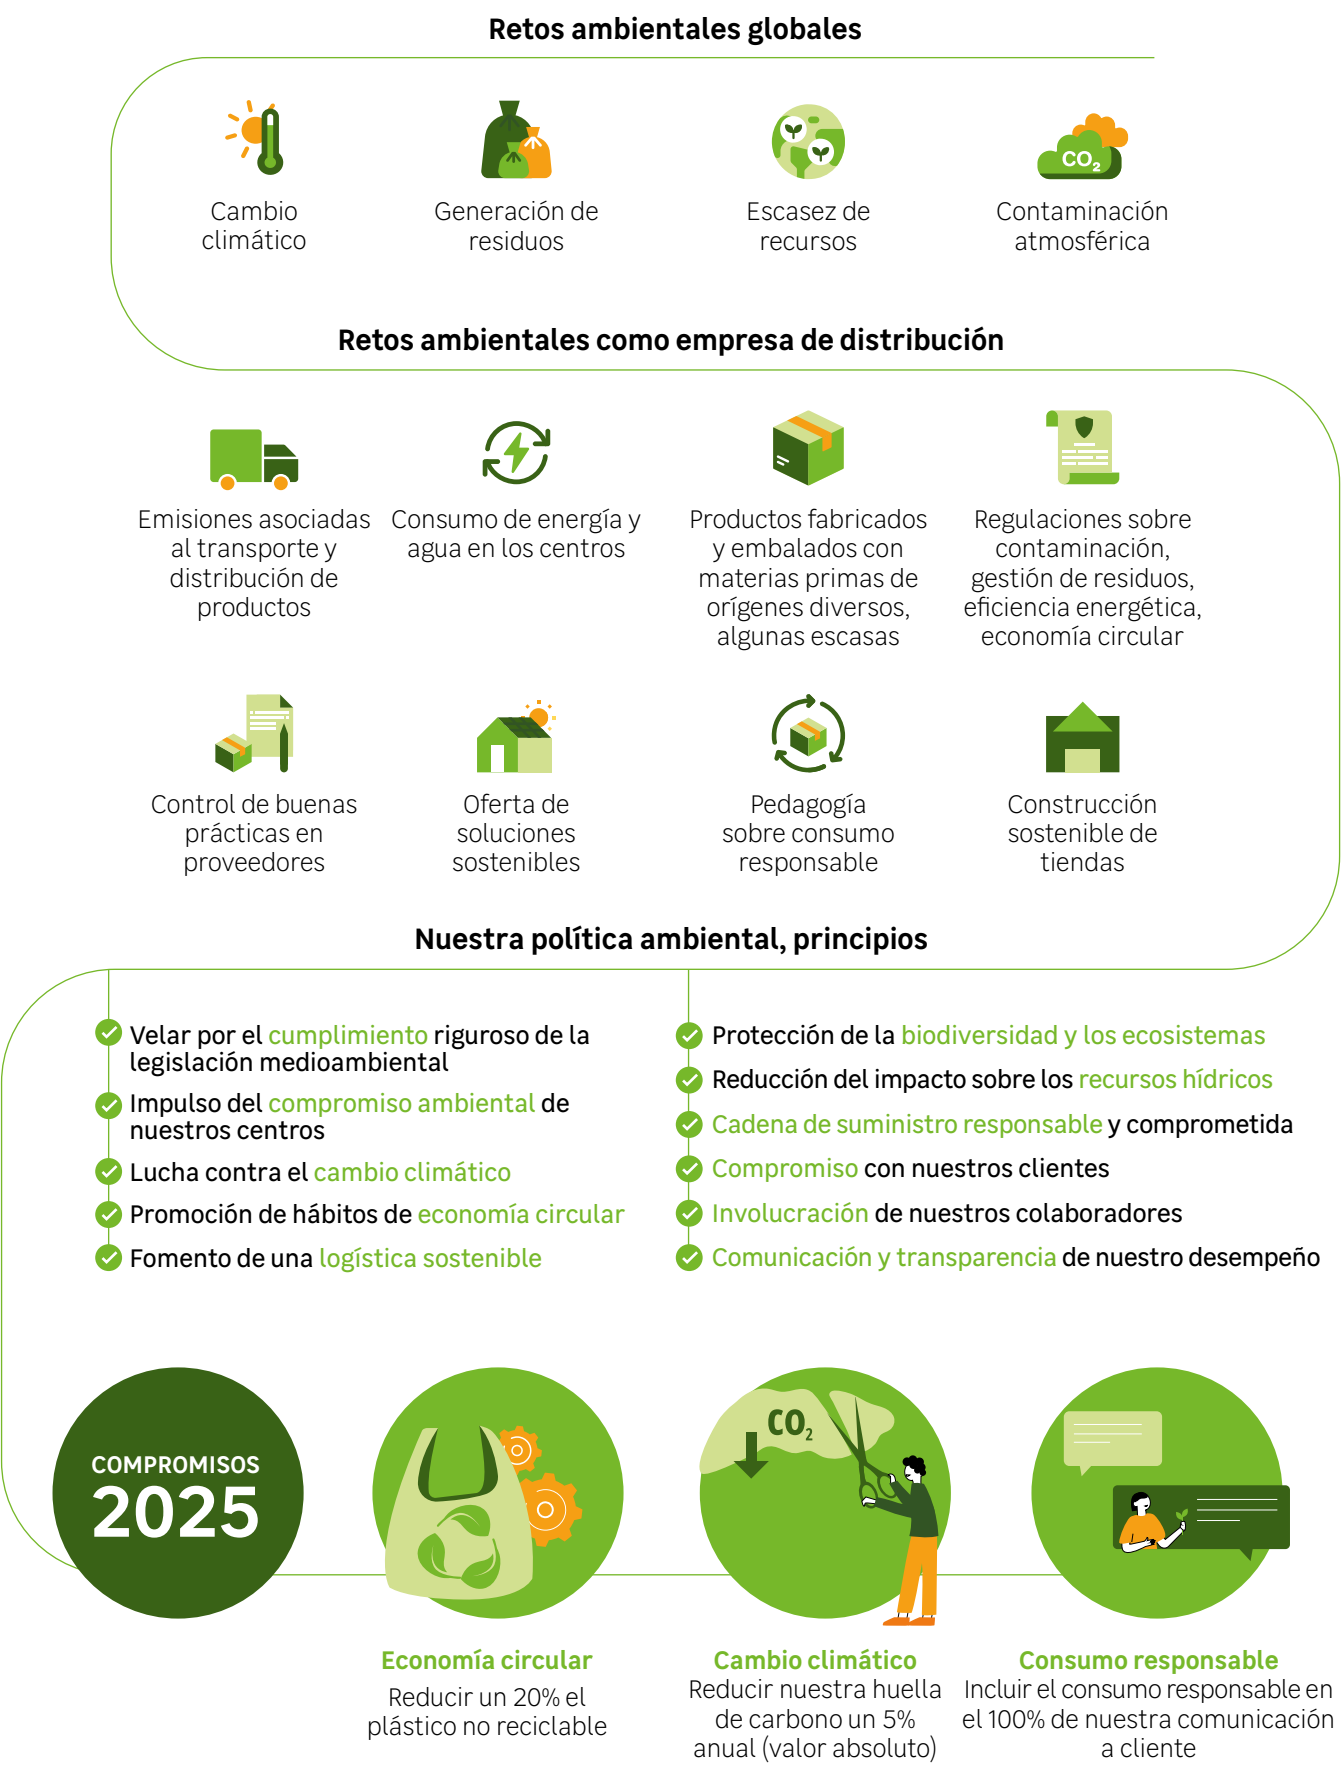 Retos ambientales globales
Cambio
climático
Generación de
residuos
Escasez de
recursos
CO2
Contaminación
atmosférica
Retos ambientales como empresa de distribución
Emisiones asociadas
al transporte y
distribución de
productos
Consumo de energía y
agua en los centros
Productos fabricados
y embalados con
materias primas de
orígenes diversos,
algunas escasas
Regulaciones sobre
contaminación,
gestión de residuos,
eficiencia energética,
economía circular
Control de buenas
prácticas en
proveedores
Oferta de
soluciones
sostenibles
Pedagogía
sobre consumo
responsable
Construcción
sostenible de
tiendas
Nuestra política ambiental, principios
Velar por el cumplimiento riguroso de la
legislación medioambiental
Impulso del compromiso ambiental de
nuestros centros
Lucha contra el cambio climático
Promoción de hábitos de economía circular
Fomento de una logística sostenible
Protección de la biodiversidad y los ecosistemas
Reducción del impacto sobre los recursos hídricos
Cadena de suministro responsable y comprometida
Compromiso con nuestros clientes
Involucración de nuestros colaboradores
Comunicación y transparencia de nuestro desempeño
COMPROMISOS
2025
CO2
Economía circular
Reducir un 20% el
plástico no reciclable
Cambio climático
Reducir nuestra huella
de carbono un 5%
anual (valor absoluto)
Consumo responsable
Incluir el consumo responsable en
el 100% de nuestra comunicación
a cliente